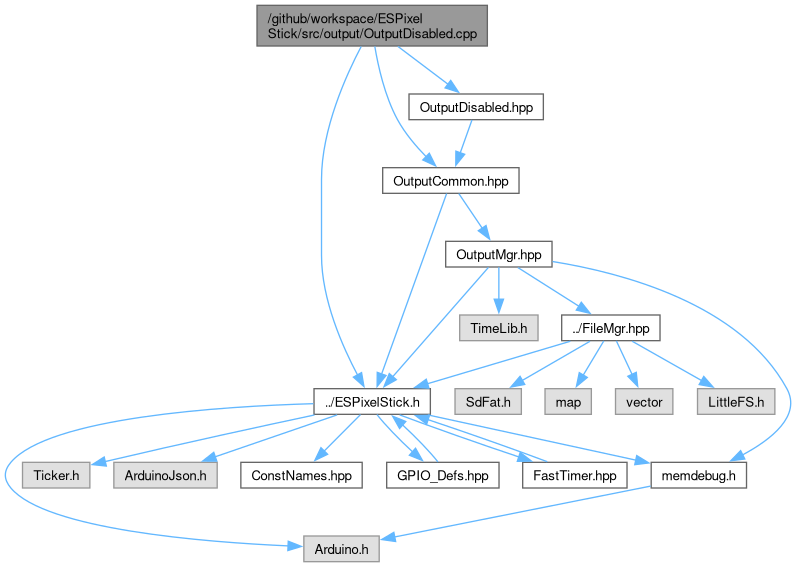 /github/workspace/ESPixel
Stick/src/output/OutputDisabled.cpp
OutputDisabled.hpp
OutputCommon.hpp
OutputMgr.hpp
TimeLib.h
../FileMgr.hpp
../ESPixelStick.h
SdFat.h
map
vector
LittleFS.h
Ticker.h
ArduinoJson.h
ConstNames.hpp
GPIO_Defs.hpp
FastTimer.hpp
memdebug.h
Arduino.h